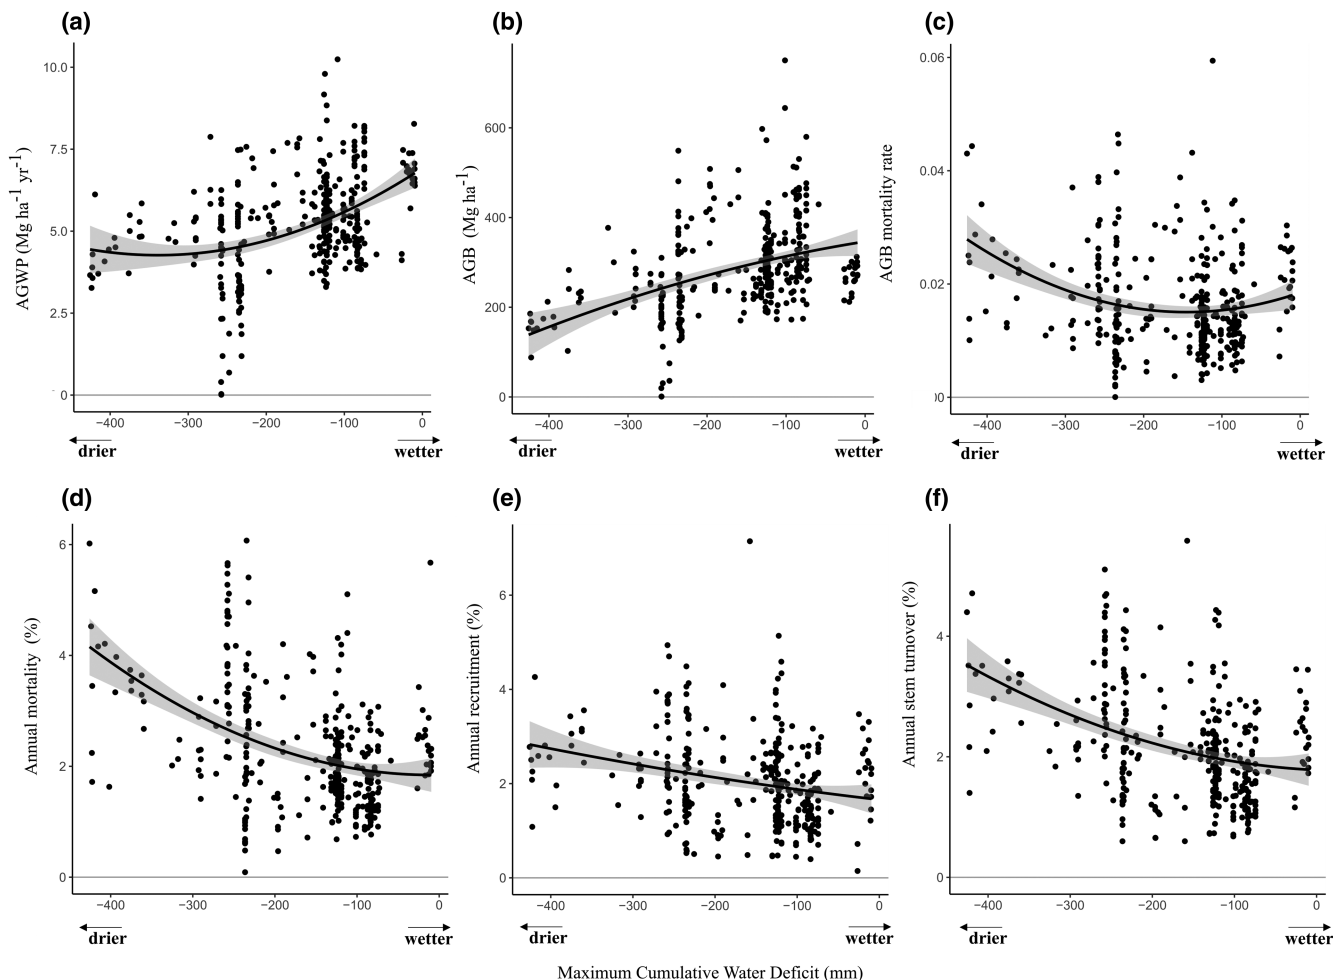 (a) (b) (c)
10.0
7.5
5.0
2.5
0
AGWP (Mg ha⁻¹ yr⁻¹)
−400 −300 −200 −100 0
drier wetter
600
400
200
0
AGB (Mg ha⁻¹)
−400 −300 −200 −100 0
drier wetter
0.06
0.04
0.02
00
AGB mortality rate
−400 −300 −200 −100 0
drier wetter
(d) (e) (f)
6
4
2
0
Annual mortality (%)
−400 −300 −200 −100 0
drier wetter
6
4
2
0
Annual recruitment (%)
−400 −300 −200 −100 0
drier wetter
4
2
0
Annual stem turnover (%)
−400 −300 −200 −100 0
drier wetter
Maximum Cumulative Water Deficit (mm)